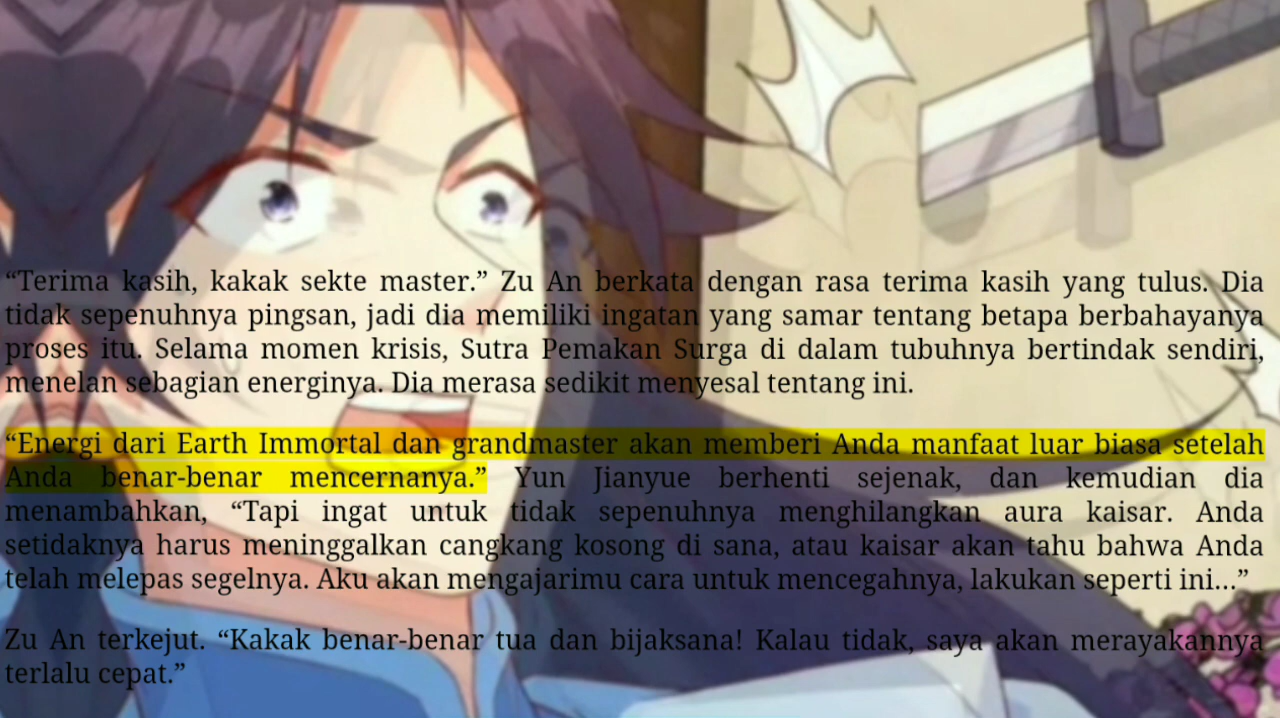 “Terima kasih, kakak sekte master.” Zu An berkata dengan rasa terima kasih yang tulus. Dia
tidak sepenuhnya pingsan, jadi dia memiliki ingatan yang samar tentang betapa berbahayanya
proses itu. Selama momen krisis, Sutra Pemakan Surga di dalam tubuhnya bertindak sendiri,
menelan sebagian energinya. Dia merasa sedikit menyesal tentang ini.
“Energi dari Earth Immortal dan grandmaster akan memberi Anda manfaat luar biasa setelah
Anda benar-benar mencernanya.” Yun Jianyue berhenti sejenak, dan kemudian dia
menambahkan, “Tapi ingat untuk tidak sepenuhnya menghilangkan aura kaisar. Anda
setidaknya harus meninggalkan cangkang kosong di sana, atau kaisar akan tahu bahwa Anda
telah melepas segelnya. Aku akan mengajarimu cara untuk mencegahnya, lakukan seperti ini…”
Zu An terkejut. “Kakak benar-benar tua dan bijaksana! Kalau tidak, saya akan merayakannya
terlalu cepat.”